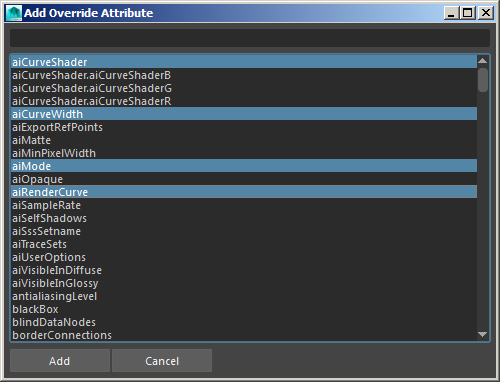 Add Override Attribute
aiCurveShader
aiCurveShader.aiCurveShaderB
aiCurveShader.aiCurveShaderG
aiCurveShader.aiCurveShaderR
aiCurveWidth
aiExportRefPoints
aiMatte
aiMinPixelWidth
aiMode
aiOpaque
aiRenderCurve
aiSampleRate
aiSelfShadows
aiSssSetname
aiTraceSets
aiUserOptions
aiVisibleInDiffuse
aiVisibleInGlossy
antialiasingLevel
blackBox
blindDataNodes
borderConnections
Add Cancel